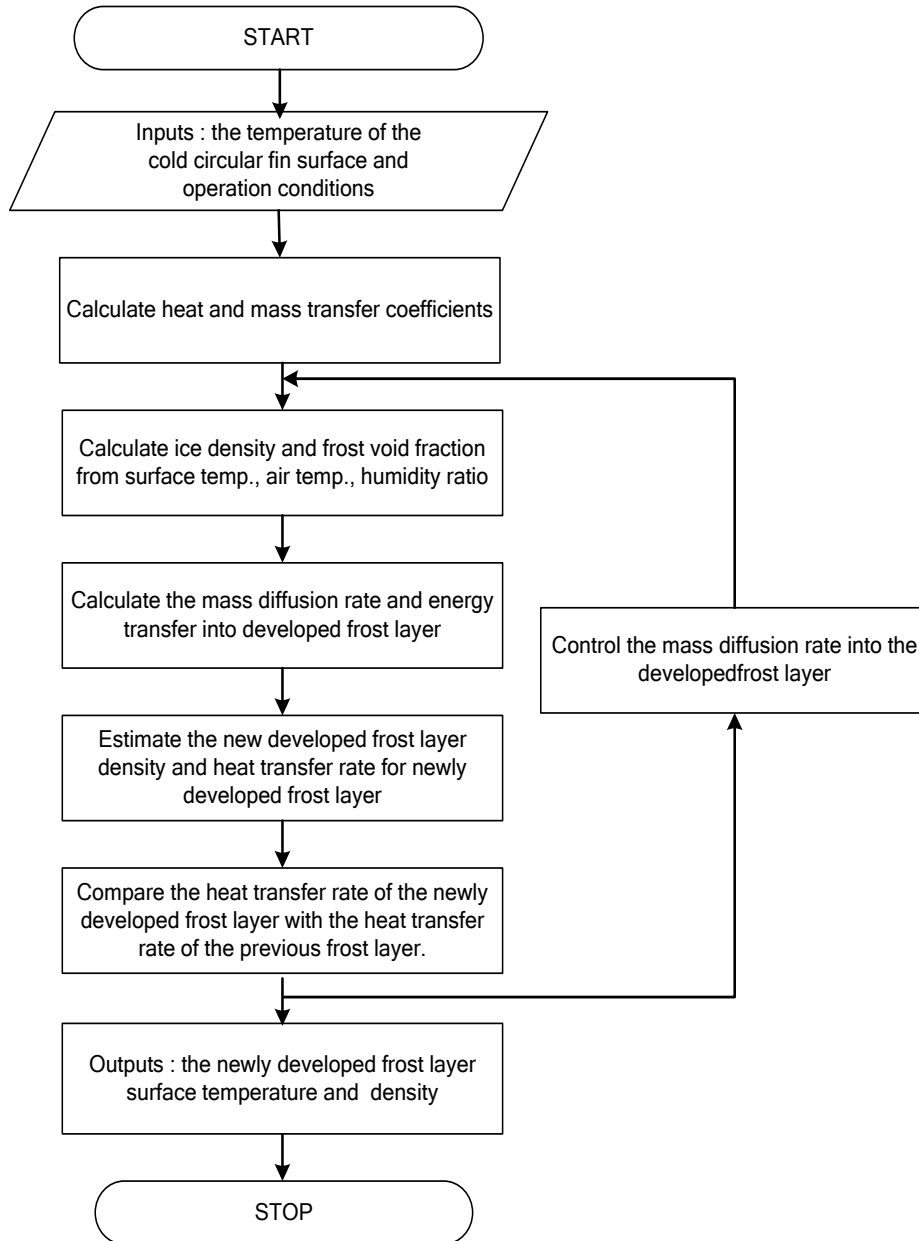 START
Inputs : the temperature of the
cold circular fin surface and
operation conditions
Calculate heat and mass transfer coefficients
Calculate ice density and frost void fraction
from surface temp., air temp., humidity ratio
Calculate the mass diffusion rate and energy
transfer into developed frost layer
Control the mass diffusion rate into the
developedfrost layer
Estimate the new developed frost layer
density and heat transfer rate for newly
developed frost layer
Compare the heat transfer rate of the newly
developed frost layer with the heat transfer
rate of the previous frost layer.
Outputs : the newly developed frost layer
surface temperature and  density
STOP